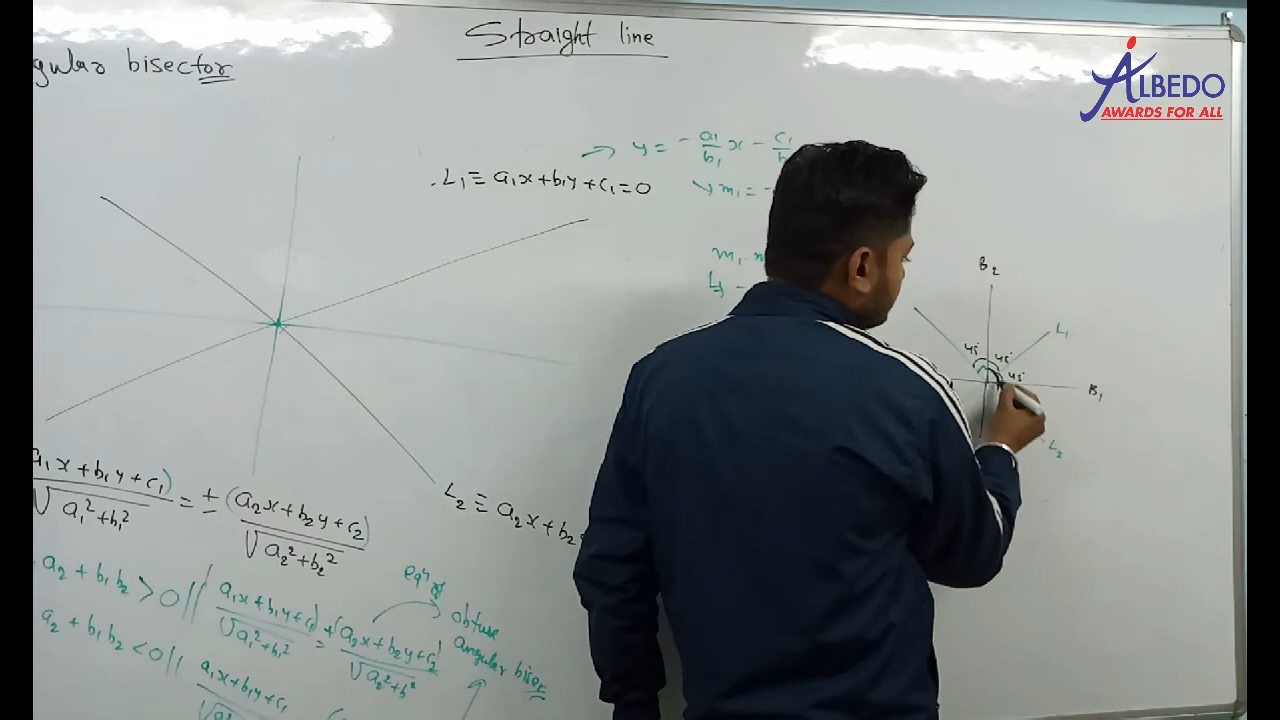 Straight line
gular bisector
ALBEDO
AWARDS FOR ALL
y = - a₁/b₁ x - c₁/b
L₁ ≡ a₁x + b₁y + c₁ = 0
m₁ = -
m₁
B₂
L₁
45° 45°
45°
B₁
L₂
a₁x + b₁y + c₁) / √a₁² + b₁² = ± (a₂x + b₂y + c₂) / √a₂² + b₂²
L₂ ≡ a₂x + b₂
a₂ + b₁b₂ > 0 // (a₁x + b₁y + c₁) / √a₁² + b₁² = + (a₂x + b₂y + c₂) / √a₂² + b²
eqⁿ of
obtuse
angular biser
a₂ + b₁b₂ < 0 // a₁x + b₁y + c₁